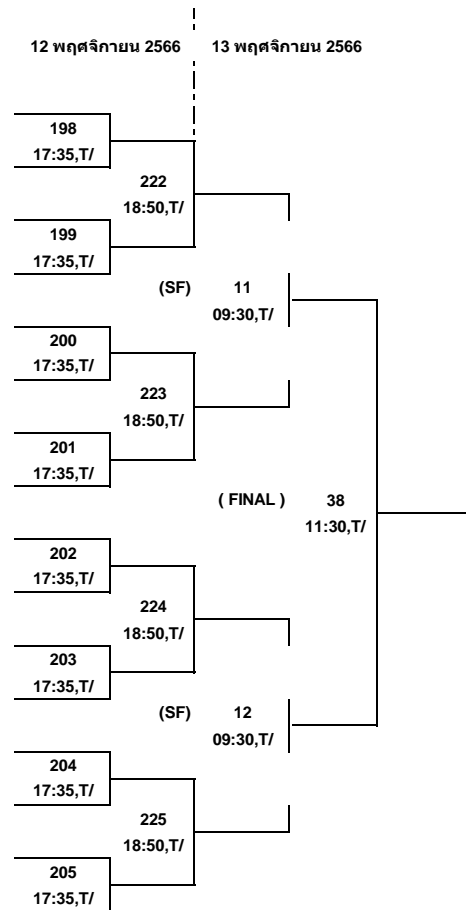 12 พฤศจิกายน 2566
13 พฤศจิกายน 2566
198
17:35,T/
222
18:50,T/
199
17:35,T/
(SF)
11
09:30,T/
200
17:35,T/
223
18:50,T/
201
17:35,T/
( FINAL )
38
11:30,T/
202
17:35,T/
224
18:50,T/
203
17:35,T/
(SF)
12
09:30,T/
204
17:35,T/
225
18:50,T/
205
17:35,T/